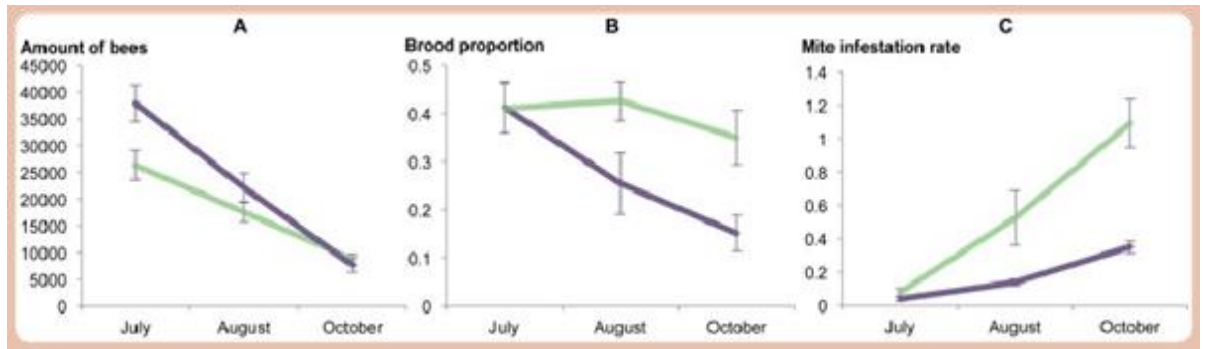 A
Amount of bees
45000
40000
35000
30000
25000
20000
15000
10000
5000
0
July August October
B
Brood proportion
0.5
0.4
0.3
0.2
0.1
0
July August October
C
Mite infestation rate
1.4
1.2
1
0.8
0.6
0.4
0.2
0
July August October